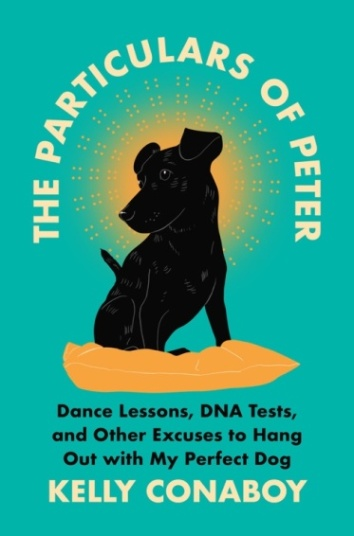 THE PARTICULARS OF PETER
Dance Lessons, DNA Tests,
and Other Excuses to Hang
Out with My Perfect Dog
KELLY CONABOY